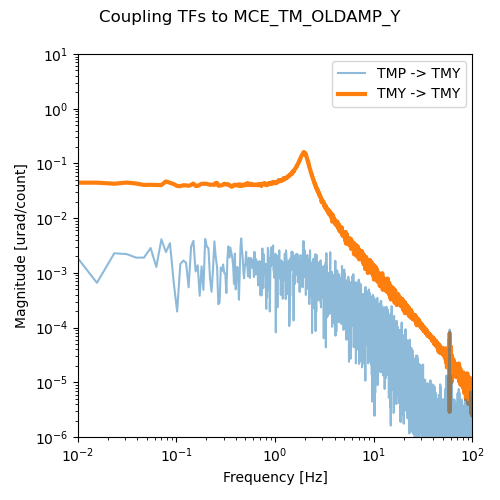 Coupling TFs to MCE_TM_OLDAMP_Y
TMP -> TMY
TMY -> TMY
Magnitude [urad/count]
10^1
10^0
10^-1
10^-2
10^-3
10^-4
10^-5
10^-6
10^-2 10^-1 10^0 10^1 10^2
Frequency [Hz]